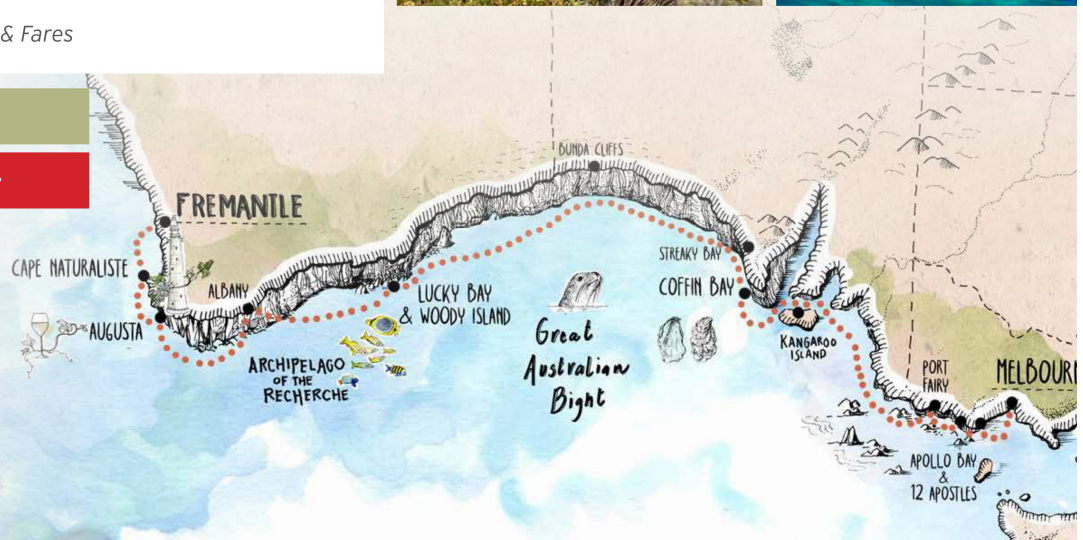 & Fares
BUNDA CLIFFS
FREMANTLE
STREAKY BAY
CAPE NATURALISTE
COFFIN BAY
ALBANY
LUCKY BAY
& WOODY ISLAND
AUGUSTA
Great
Australian
Bight
KANGAROO
ISLAND
ARCHIPELAGO
OF THE
RECHERCHE
PORT
FAIRY
APOLLO BAY
&
12 APOSTLES